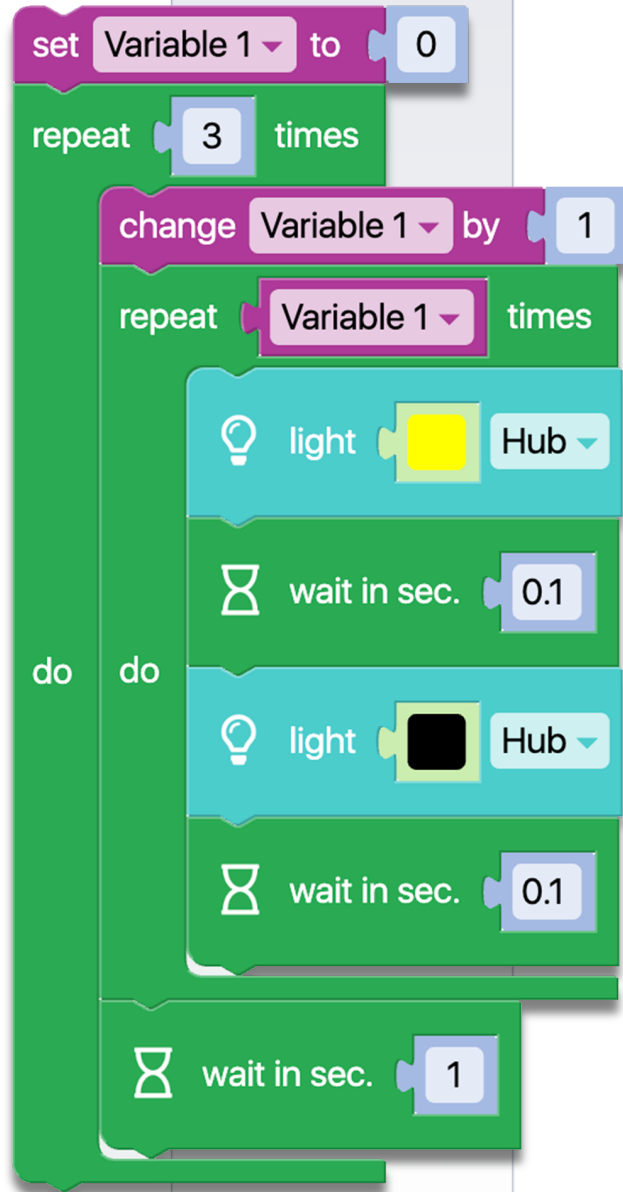 set Variable 1 to 0
repeat 3 times
change Variable 1 by 1
repeat Variable 1 times
light Hub
wait in sec. 0.1
do do
light Hub
wait in sec. 0.1
wait in sec. 1